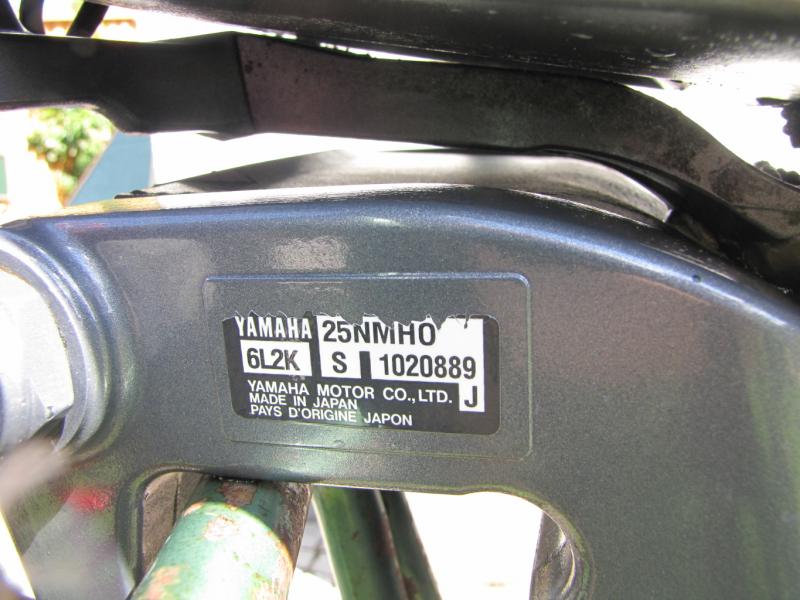 YAMAHA 25NMHO
6L2K S 1020889
YAMAHA MOTOR CO.,LTD. J
MADE IN JAPAN
PAYS D'ORIGINE JAPON